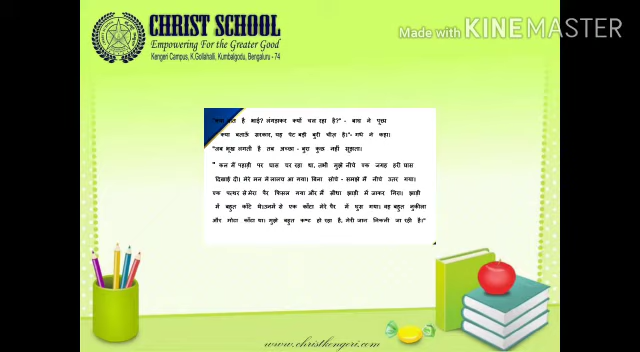 CHRIST SCHOOL
Empowering For the Greater Good
Kengeri Campus, K.Gollahalli, Kumbalgodu, Bengaluru - 74
Made with KINEMASTER
है भाई? लंगड़ाकर क्यों चल रहा है?" - बाघ ने पूछा
क्या बताऊँ सरकार, यह पेट बड़ी बुरी चीज़ है।"- गधे ने कहा।
"जब भूख लगती है तब अच्छा - बुरा कुछ नहीं सूझता।
" कल मैं पहाड़ी पर घास चर रहा था, तभी मुझे नीचे एक जगह हरी घास
दिखाई दी। मेरे मन में लालच आ गया। बिना सोचे - समझे मैं नीचे उतर गया।
एक पत्थर से मेरा पैर फिसल गया और मैं सीधा झाड़ी में जाकर गिरा। झाड़ी
में बहुत काँटे थे।उनमें से एक काँटा मेरे पैर में घुस गया। वह बहुत नुकीला
और मोटा काँटा था। मुझे बहुत कष्ट हो रहा है, मेरी जान निकली जा रही है।"
www.christkengeri.com